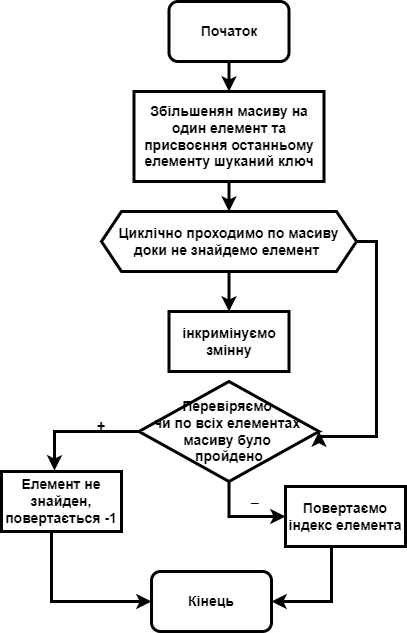 Початок
Збільшенян масиву на
один елемент та
присвоєння останньому
елементу шуканий ключ
Циклічно проходимо по масиву
доки не знайдемо елемент
інкримінуємо
змінну
Перевіряємо
чи по всіх елементах
масиву було
пройдено
+
Елемент не
знайден,
повертається -1
–
Повертаємо
індекс елемента
Кінець